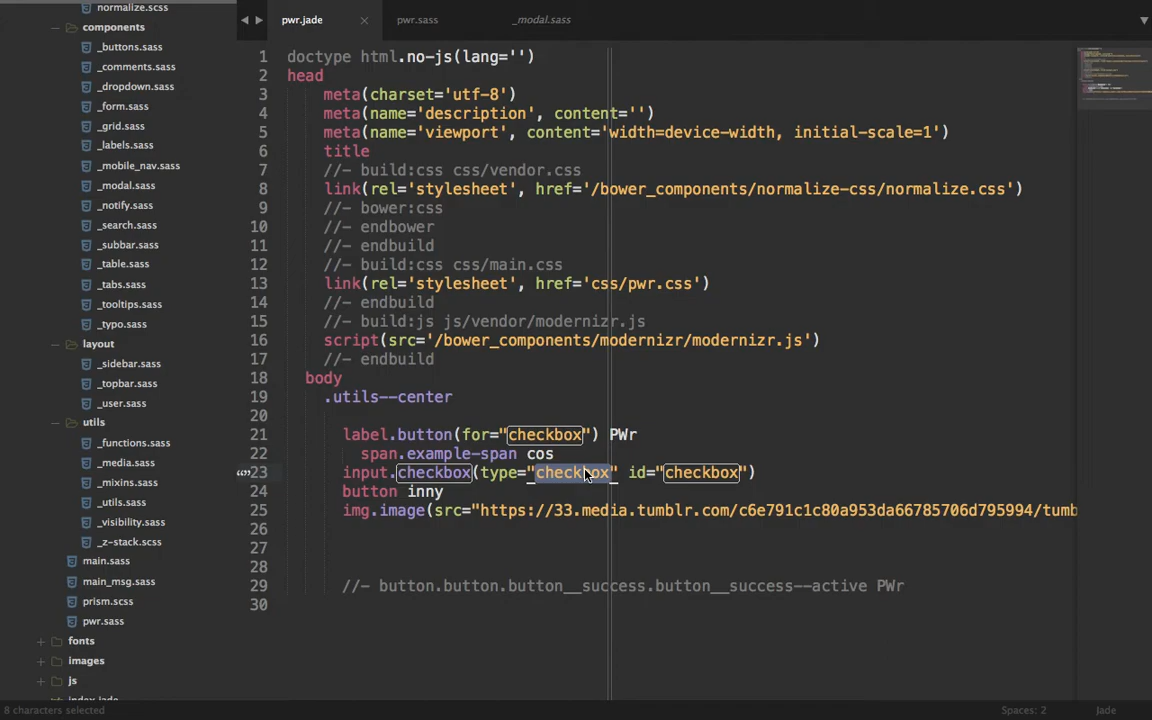 normalize.scss
components
_buttons.sass
_comments.sass
_dropdown.sass
_form.sass
_grid.sass
_labels.sass
_mobile_nav.sass
_modal.sass
_notify.sass
_search.sass
_subbar.sass
_table.sass
_tabs.sass
_tooltips.sass
_typo.sass
layout
_sidebar.sass
_topbar.sass
_user.sass
utils
_functions.sass
_media.sass
_mixins.sass
_utils.sass
_visibility.sass
_z-stack.scss
main.sass
main_msg.sass
prism.scss
pwr.sass
fonts
images
js
index.jade
pwr.jade
pwr.sass
_modal.sass
1 doctype html.no-js(lang='')
2 head
3 meta(charset='utf-8')
4 meta(name='description', content='')
5 meta(name='viewport', content='width=device-width, initial-scale=1')
6 title
7 //- build:css css/vendor.css
8 link(rel='stylesheet', href='/bower_components/normalize-css/normalize.css')
9 //- bower:css
10 //- endbower
11 //- endbuild
12 //- build:css css/main.css
13 link(rel='stylesheet', href='css/pwr.css')
14 //- endbuild
15 //- build:js js/vendor/modernizr.js
16 script(src='/bower_components/modernizr/modernizr.js')
17 //- endbuild
18 body
19 .utils--center
20
21 label.button(for="checkbox") PWr
22 span.example-span cos
23 input.checkbox(type="checkbox" id="checkbox")
24 button inny
25 img.image(src="https://33.media.tumblr.com/c6e791c1c80a953da66785706d795994/tumb
26
27
28
29 //- button.button.button__success.button__success--active PWr
30
8 characters selected
Spaces: 2
Jade